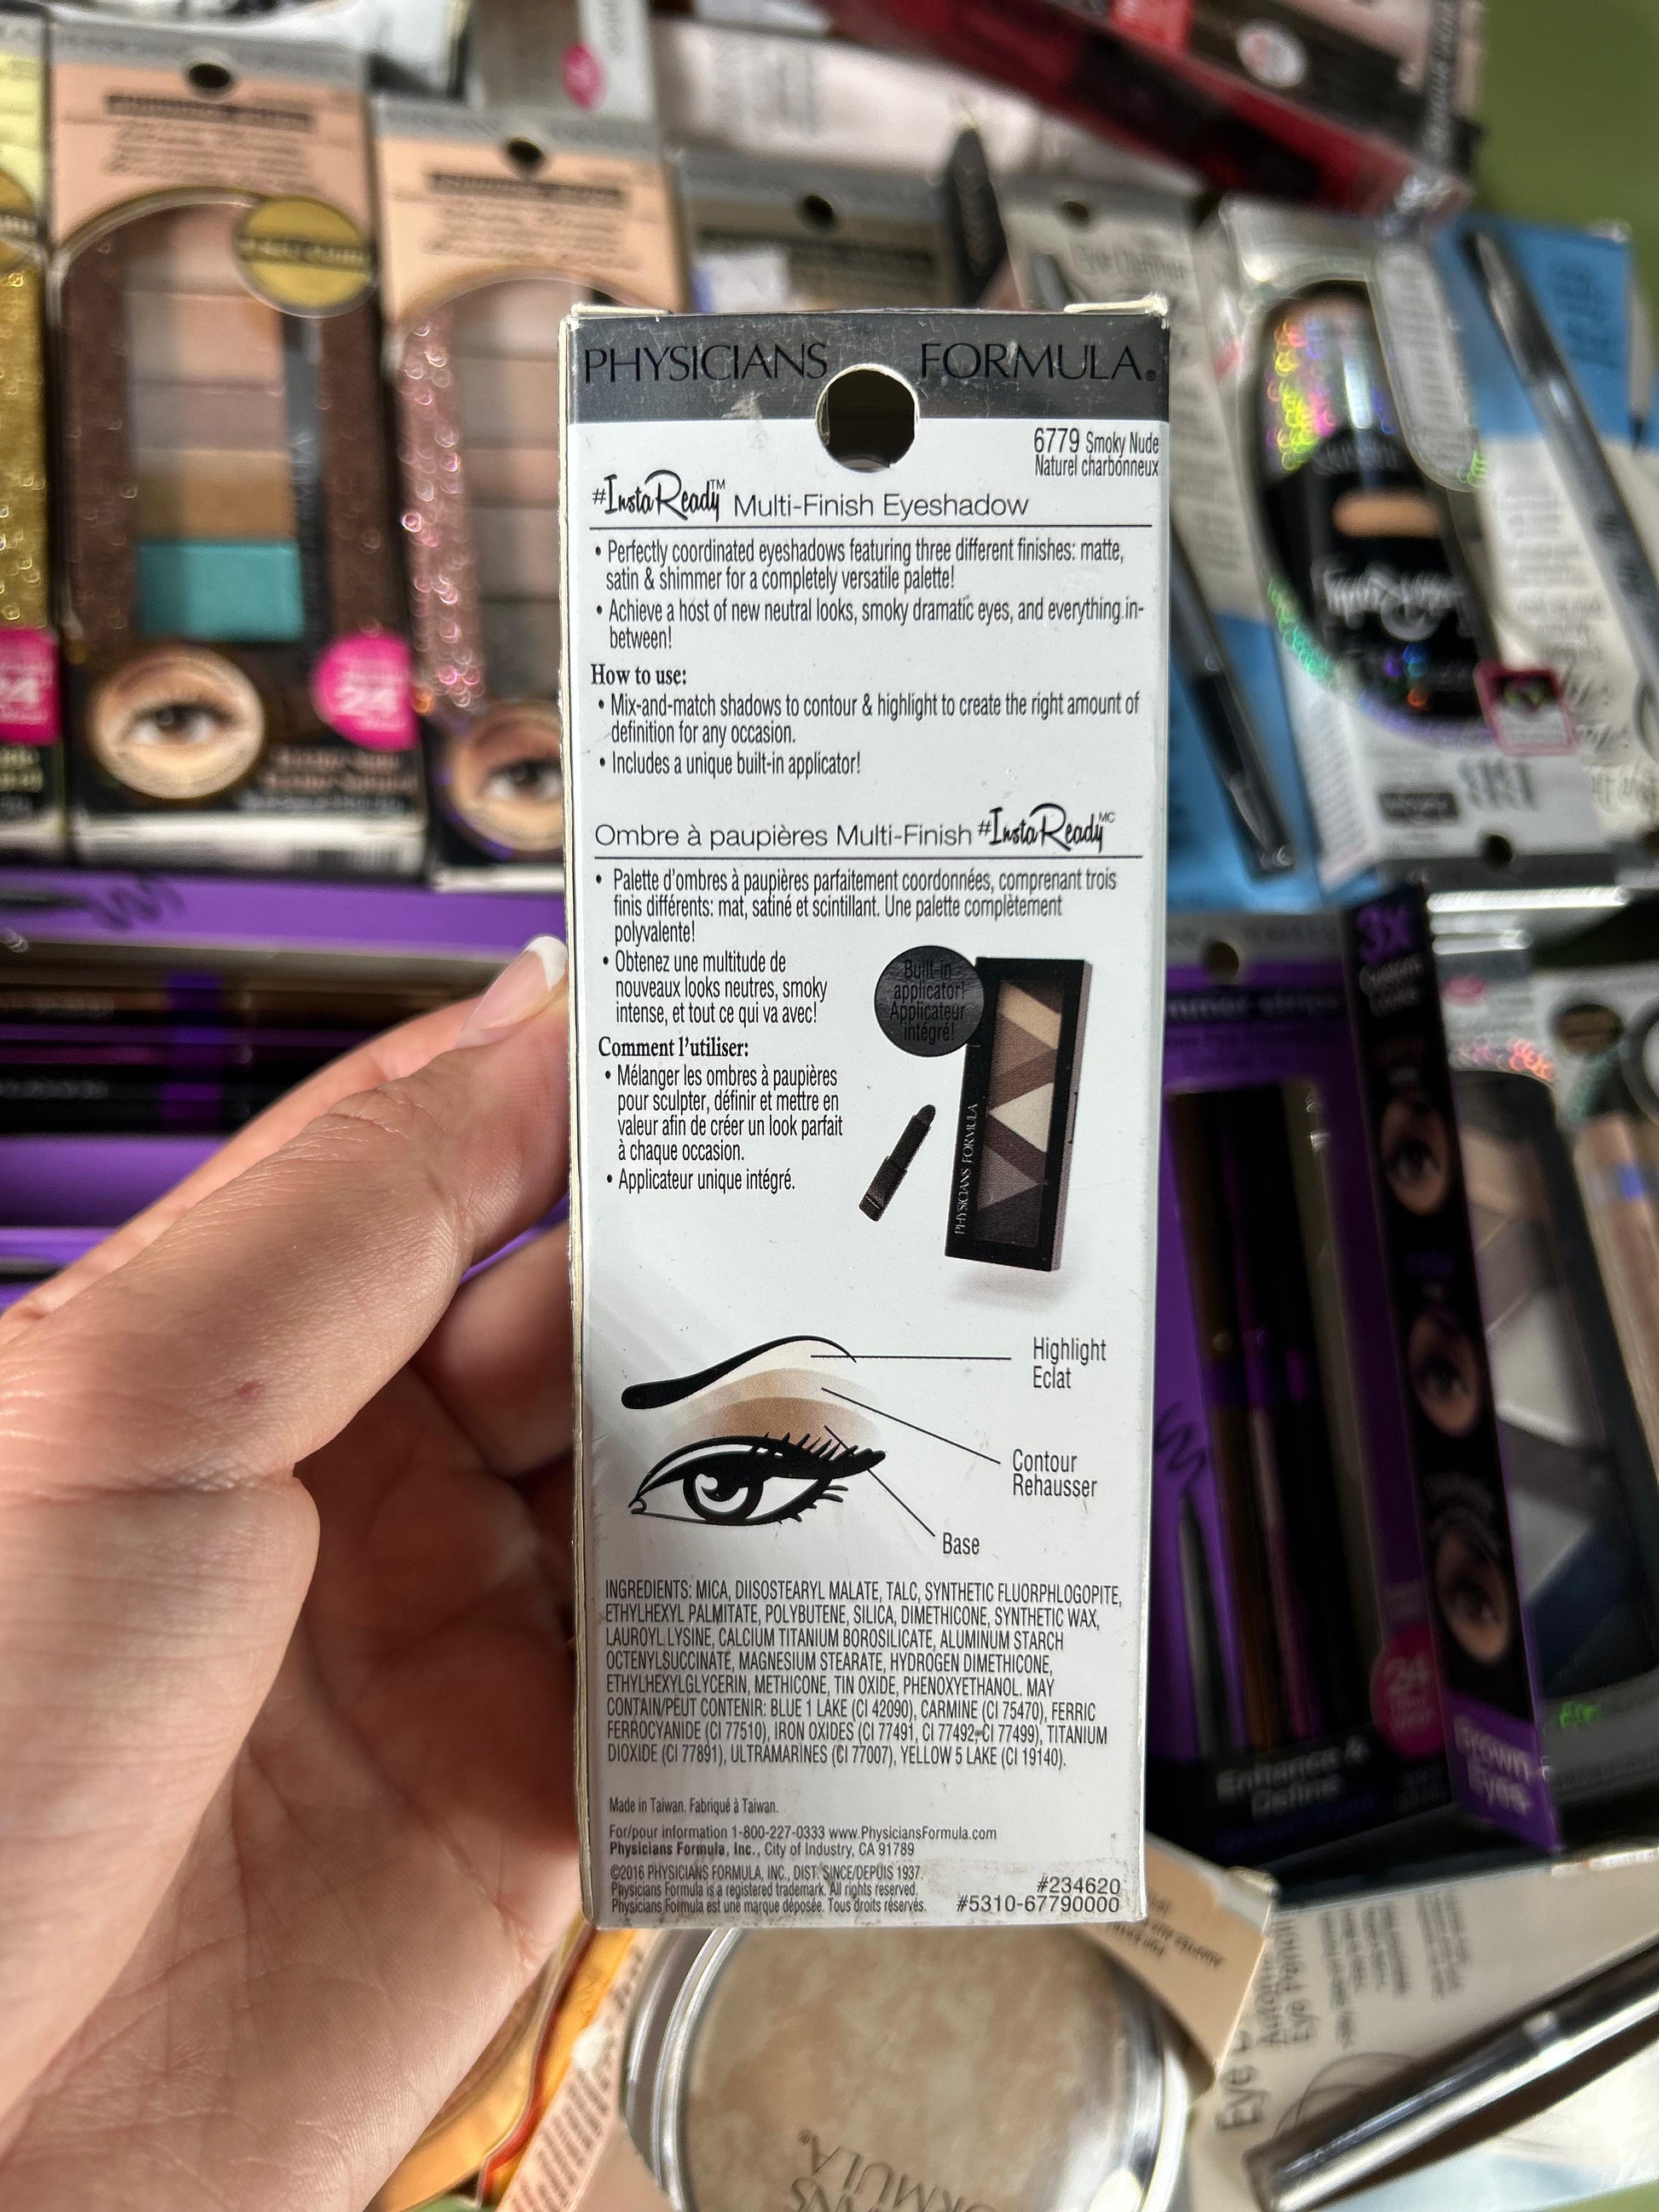 PHYSICIANS FORMULA®
6779 Smoky Nude
Naturel charbonneux
#InstaReady™ Multi-Finish Eyeshadow
• Perfectly coordinated eyeshadows featuring three different finishes: matte,
satin & shimmer for a completely versatile palette!
• Achieve a host of new neutral looks, smoky dramatic eyes, and everything in-
between!
How to use:
• Mix-and-match shadows to contour & highlight to create the right amount of
definition for any occasion.
• Includes a unique built-in applicator!
Ombre à paupières Multi-Finish #InstaReady MC
• Palette d'ombres à paupières parfaitement coordonnées, comprenant trois
finis différents: mat, satiné et scintillant. Une palette complètement
polyvalente!
• Obtenez une multitude de
nouveaux looks neutres, smoky
intense, et tout ce qui va avec!
Comment l'utiliser:
• Mélanger les ombres à paupières
pour sculpter, définir et mettre en
valeur afin de créer un look parfait
à chaque occasion.
• Applicateur unique intégré.
Built-in
applicator!
Applicateur
intégré!
PHYSICIANS FORMULA
Highlight
Eclat
Contour
Rehausser
Base
INGREDIENTS: MICA, DIISOSTEARYL MALATE, TALC, SYNTHETIC FLUORPHLOGOPITE,
ETHYLHEXYL PALMITATE, POLYBUTENE, SILICA, DIMETHICONE, SYNTHETIC WAX,
LAUROYL LYSINE, CALCIUM TITANIUM BOROSILICATE, ALUMINUM STARCH
OCTENYLSUCCINATE, MAGNESIUM STEARATE, HYDROGEN DIMETHICONE,
ETHYLHEXYLGLYCERIN, METHICONE, TIN OXIDE, PHENOXYETHANOL. MAY
CONTAIN/PEUT CONTENIR: BLUE 1 LAKE (CI 42090), CARMINE (CI 75470), FERRIC
FERROCYANIDE (CI 77510), IRON OXIDES (CI 77491, CI 77492, CI 77499), TITANIUM
DIOXIDE (CI 77891), ULTRAMARINES (CI 77007), YELLOW 5 LAKE (CI 19140).
Made in Taiwan. Fabriqué à Taiwan.
For/pour information 1-800-227-0333 www.PhysiciansFormula.com
Physicians Formula, Inc., City of Industry, CA 91789
©2016 PHYSICIANS FORMULA, INC., DIST. SINCE/DEPUIS 1937.
Physicians Formula is a registered trademark. All rights reserved.
Physicians Formula est une marque déposée. Tous droits réservés.
#234620
#5310-67790000
24
24
3X
24
Enhance &
Define
Brown
Eyes
Eye Pencil